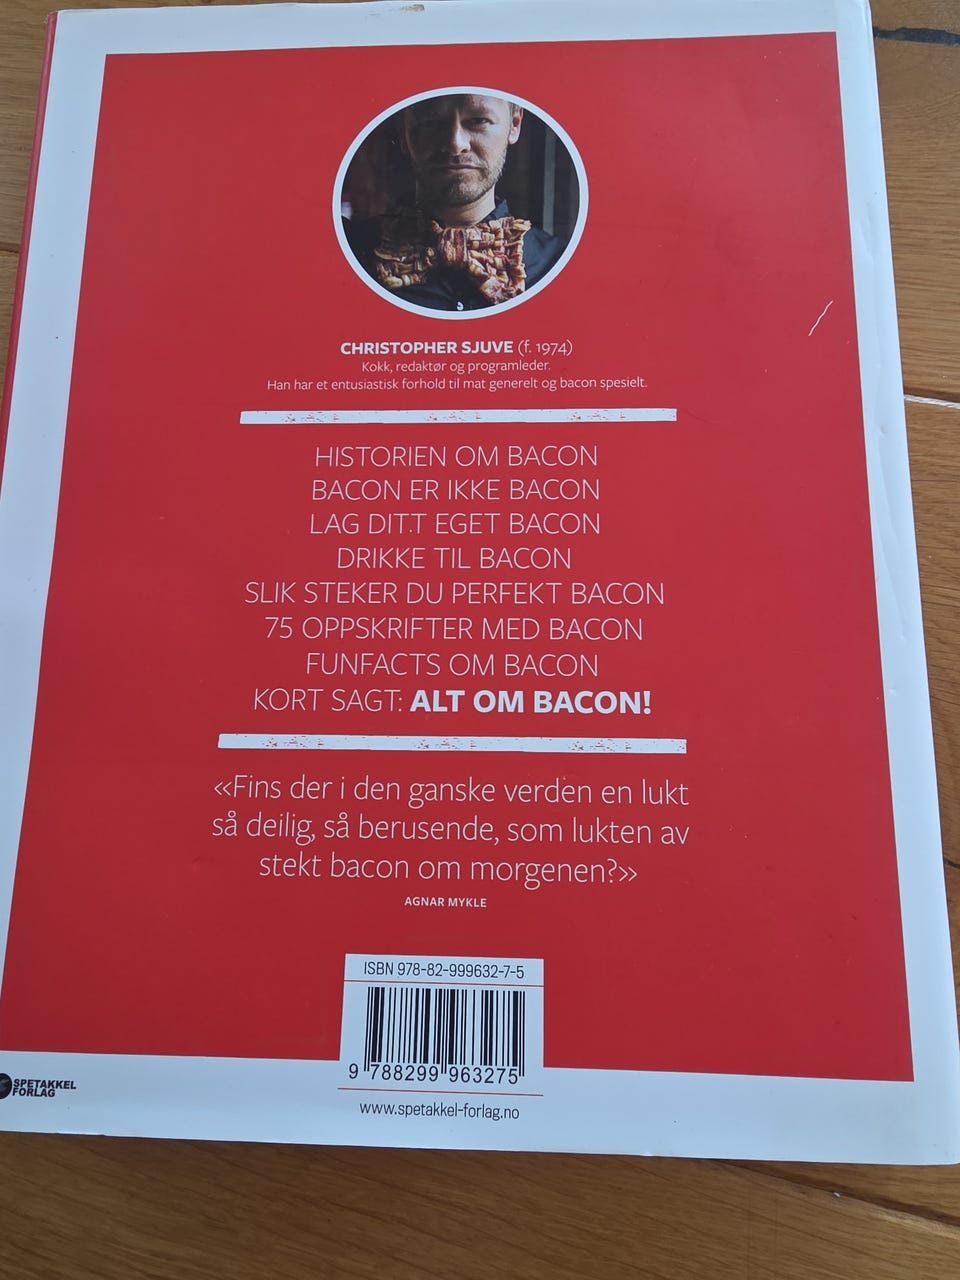 CHRISTOPHER SJUVE (f. 1974)
Kokk, redaktør og programleder.
Han har et entusiastisk forhold til mat generelt og bacon spesielt.
HISTORIEN OM BACON
BACON ER IKKE BACON
LAG DIT.T EGET BACON
DRIKKE TIL BACON
SLIK STEKER DU PERFEKT BACON
75 OPPSKRIFTER MED BACON
FUNFACTS OM BACON
KORT SAGT: ALT OM BACON!
«Fins der i den ganske verden en lukt
så deilig, så berusende, som lukten av
stekt bacon om morgenen?»
AGNAR MYKLE
ISBN 978-82-999632-7-5
9 788299 963275
www.spetakkel-forlag.no
SPETAKKEL
FORLAG